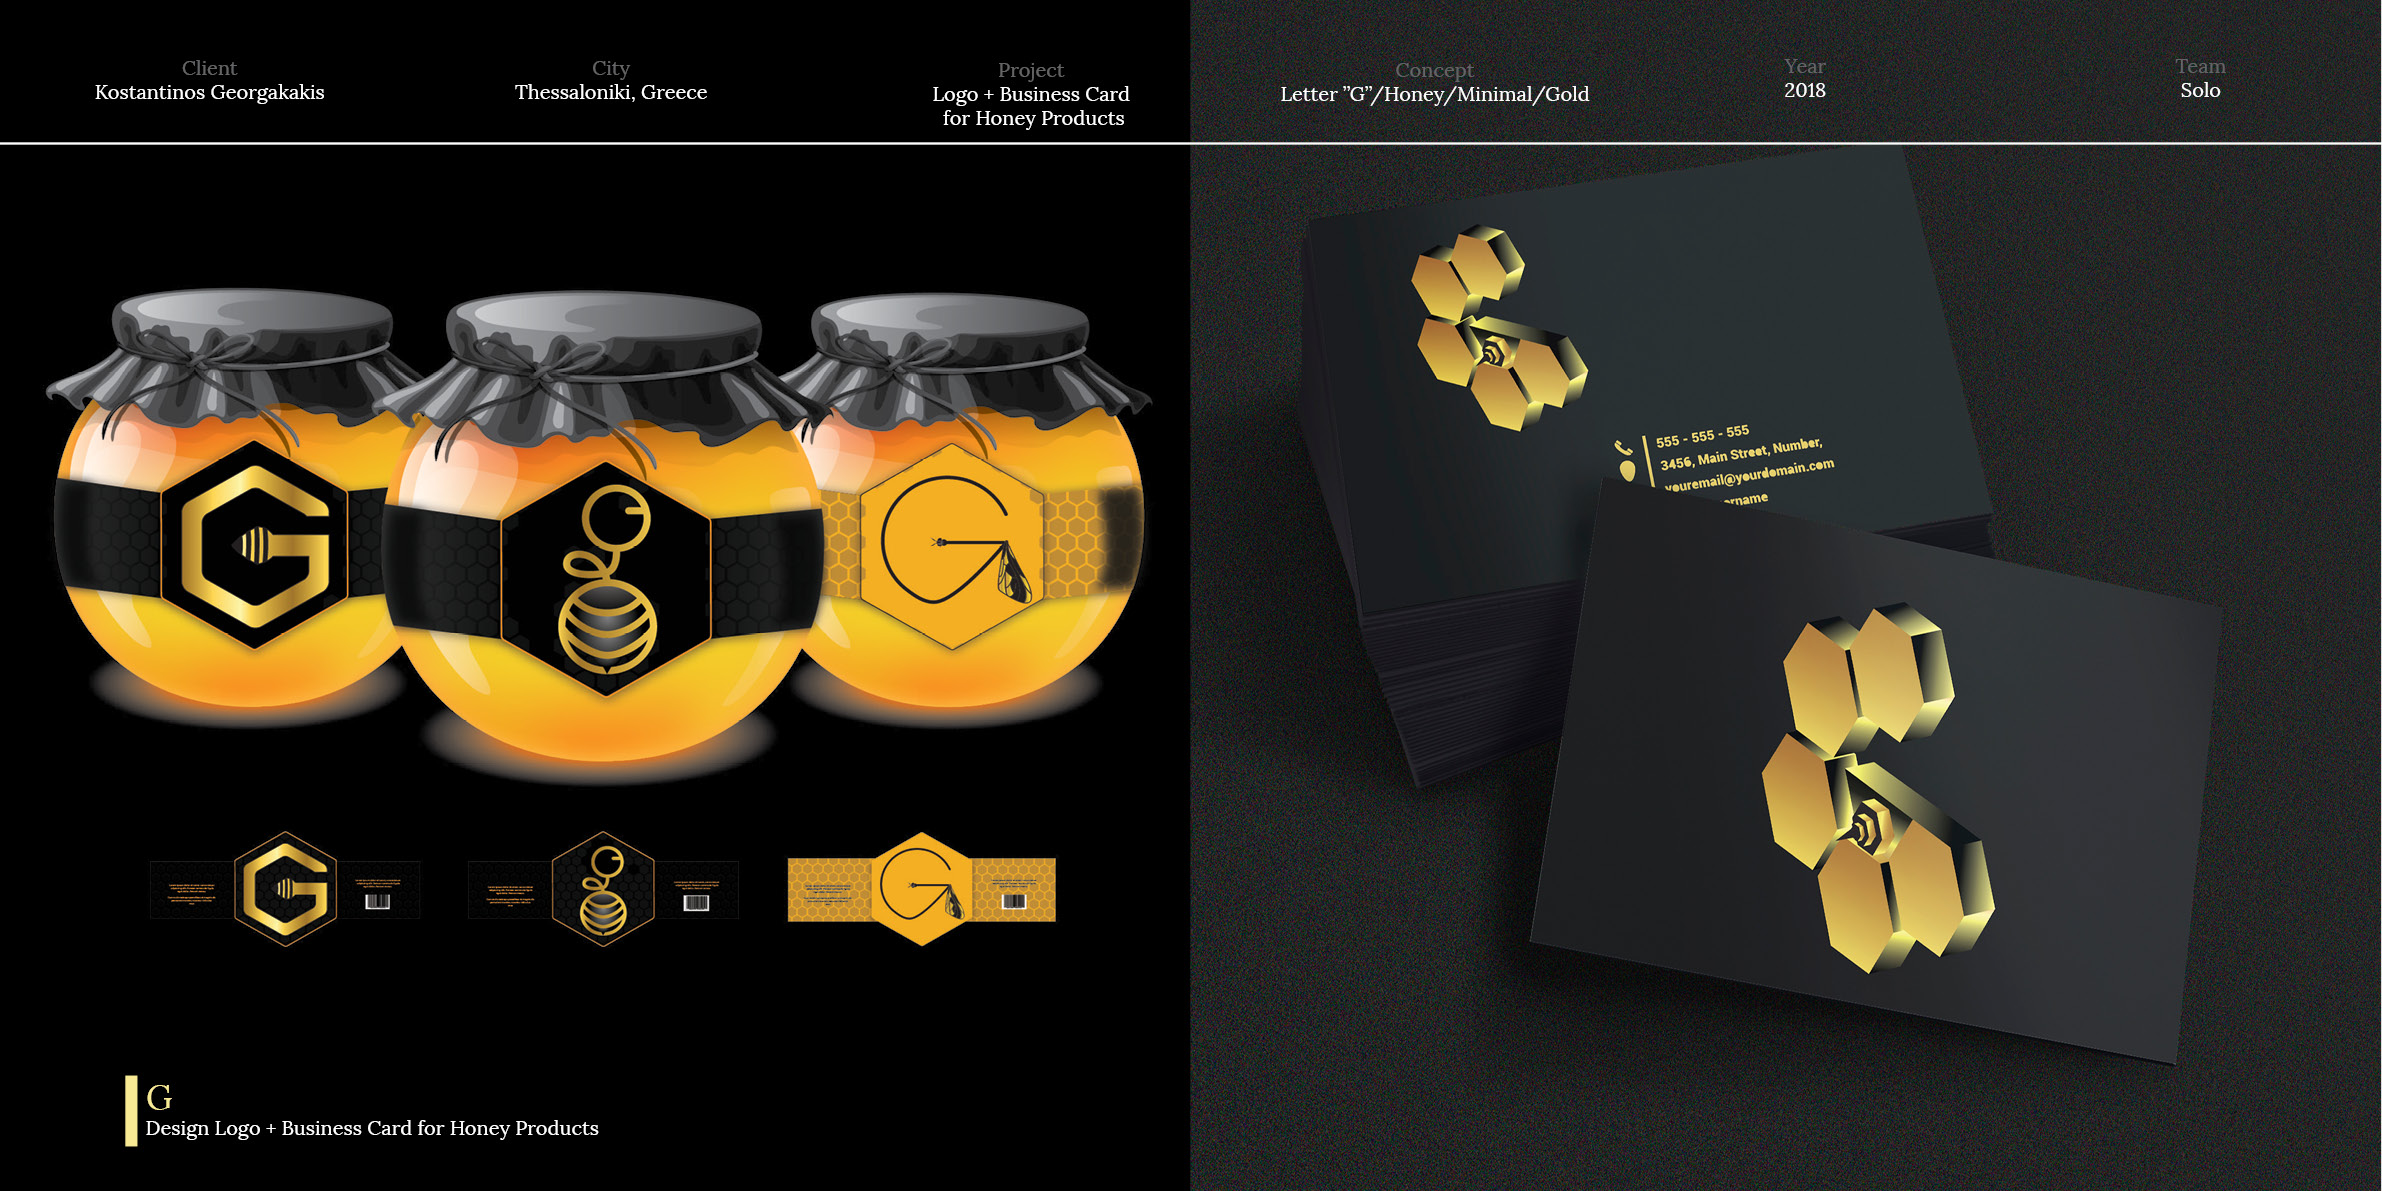 Client
Kostantinos Georgakakis
City
Thessaloniki, Greece
Project
Logo + Business Card
for Honey Products
Concept
Letter ”G”/Honey/Minimal/Gold
Year
2018
Team
Solo
G
555 - 555 - 555
3456, Main Street, Number,
youremail@yourdomain.com
G
Design Logo + Business Card for Honey Products